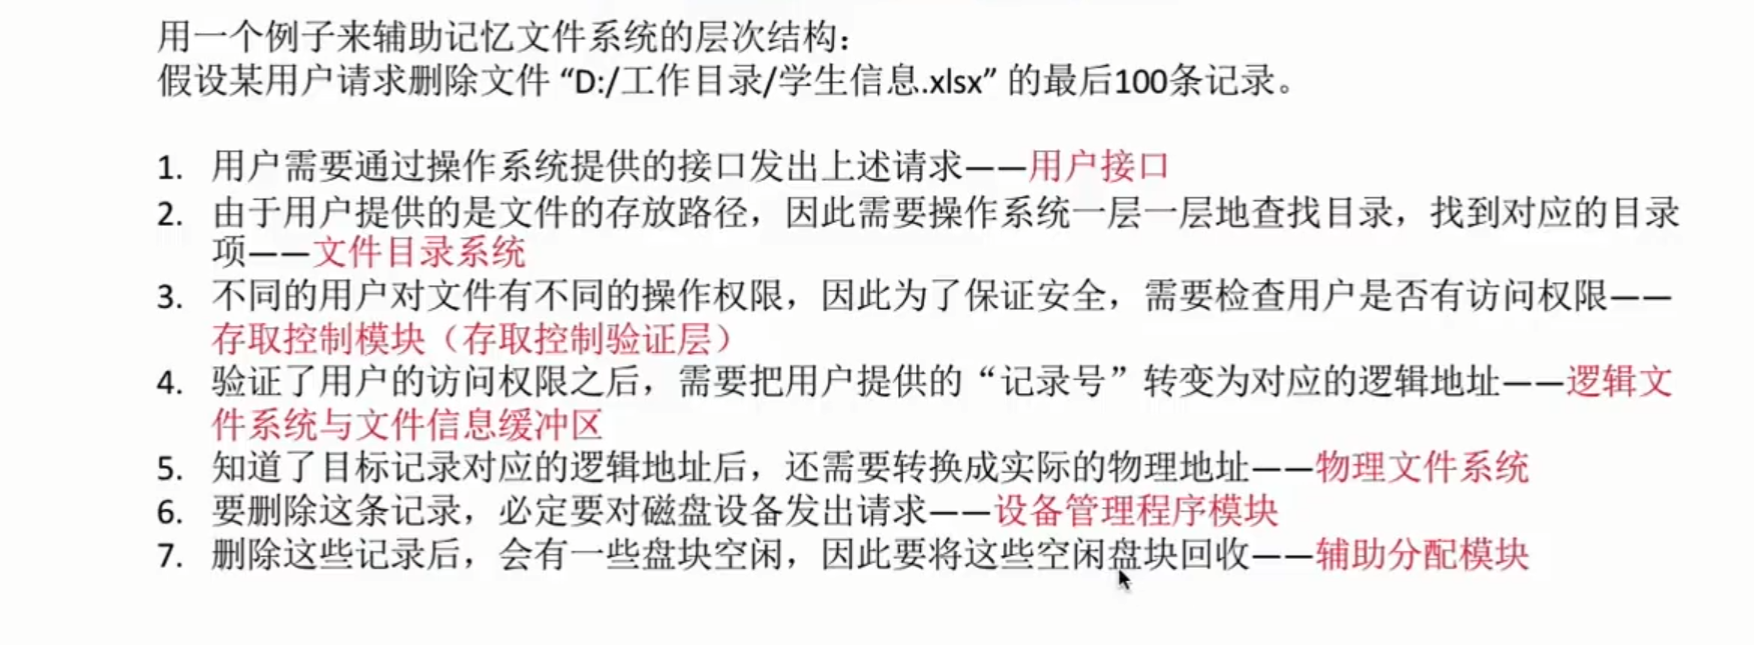 用一个例子来辅助记忆文件系统的层次结构：
假设某用户请求删除文件 “D:/工作目录/学生信息.xlsx” 的最后100条记录。
1. 用户需要通过操作系统提供的接口发出上述请求——用户接口
2. 由于用户提供的是文件的存放路径，因此需要操作系统一层一层地查找目录，找到对应的目录
项——文件目录系统
3. 不同的用户对文件有不同的操作权限，因此为了保证安全，需要检查用户是否有访问权限——
存取控制模块（存取控制验证层）
4. 验证了用户的访问权限之后，需要把用户提供的“记录号”转变为对应的逻辑地址——逻辑文
件系统与文件信息缓冲区
5. 知道了目标记录对应的逻辑地址后，还需要转换成实际的物理地址——物理文件系统
6. 要删除这条记录，必定要对磁盘设备发出请求——设备管理程序模块
7. 删除这些记录后，会有一些盘块空闲，因此要将这些空闲盘块回收——辅助分配模块